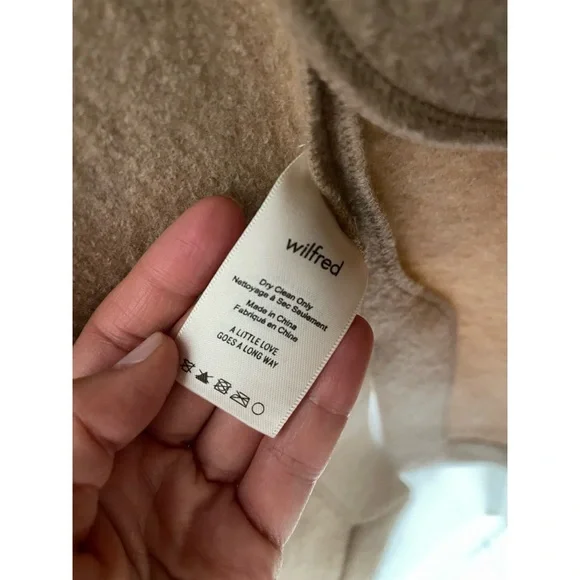 wilfred
Dry Clean Only
Nettoyage à Sec Seulement
Made in China
Fabriqué en Chine
A LITTLE LOVE
GOES A LONG WAY